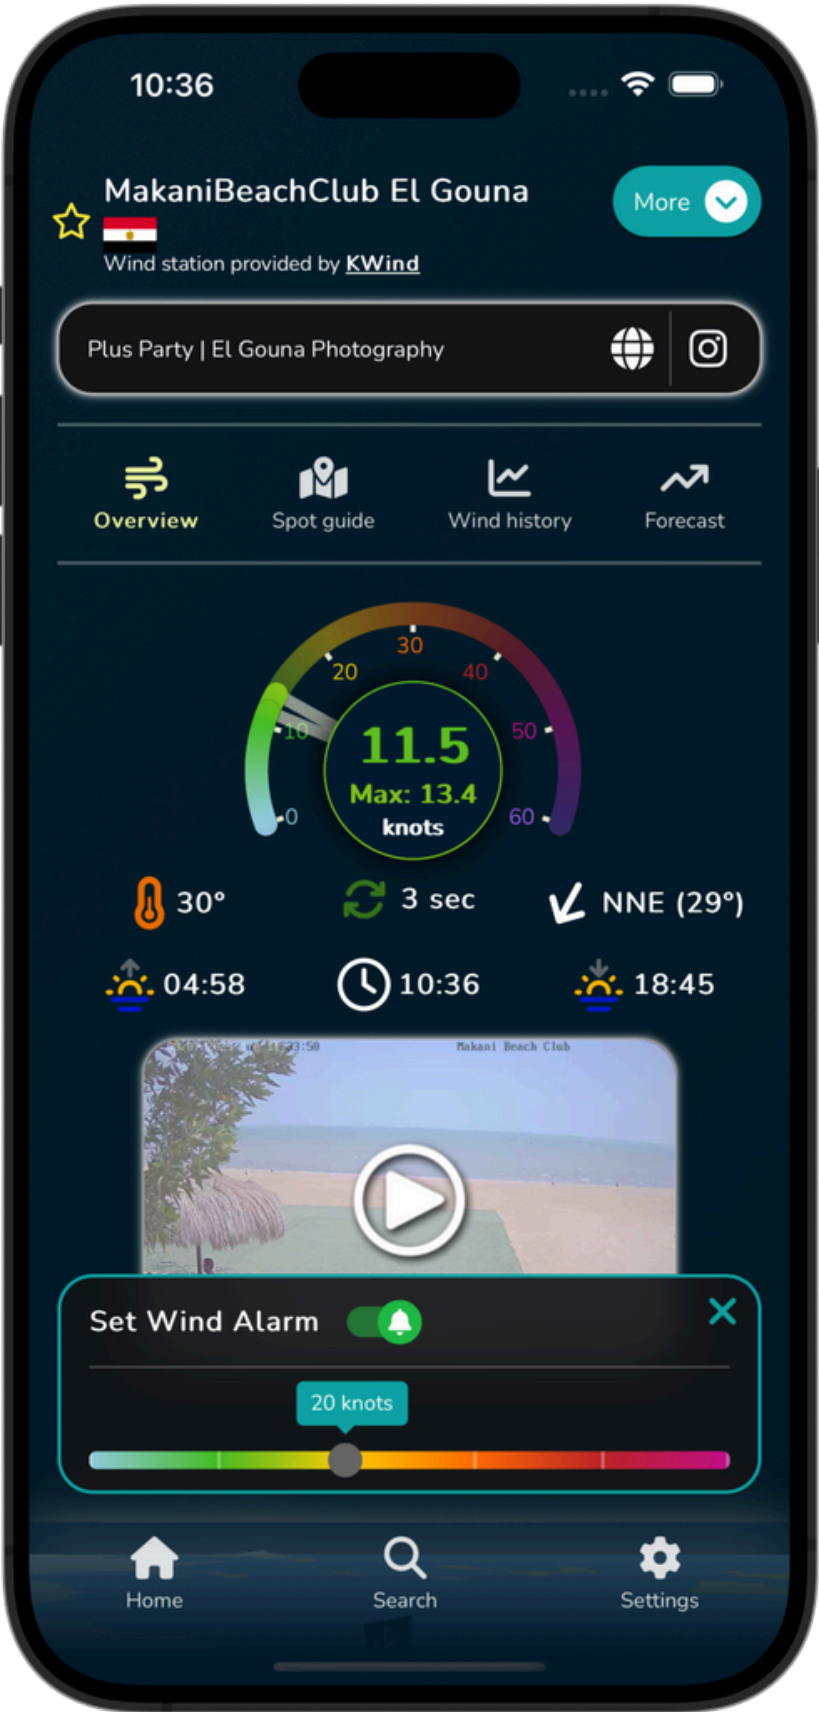 10:36
MakaniBeachClub El Gouna
More
Wind station provided by KWind
Plus Party | El Gouna Photography
Overview
Spot guide
Wind history
Forecast
0
10
20
30
40
50
60
11.5
Max: 13.4
knots
30°
3 sec
NNE (29°)
04:58
10:36
18:45
Makani Beach Club
Set Wind Alarm
20 knots
Home
Search
Settings